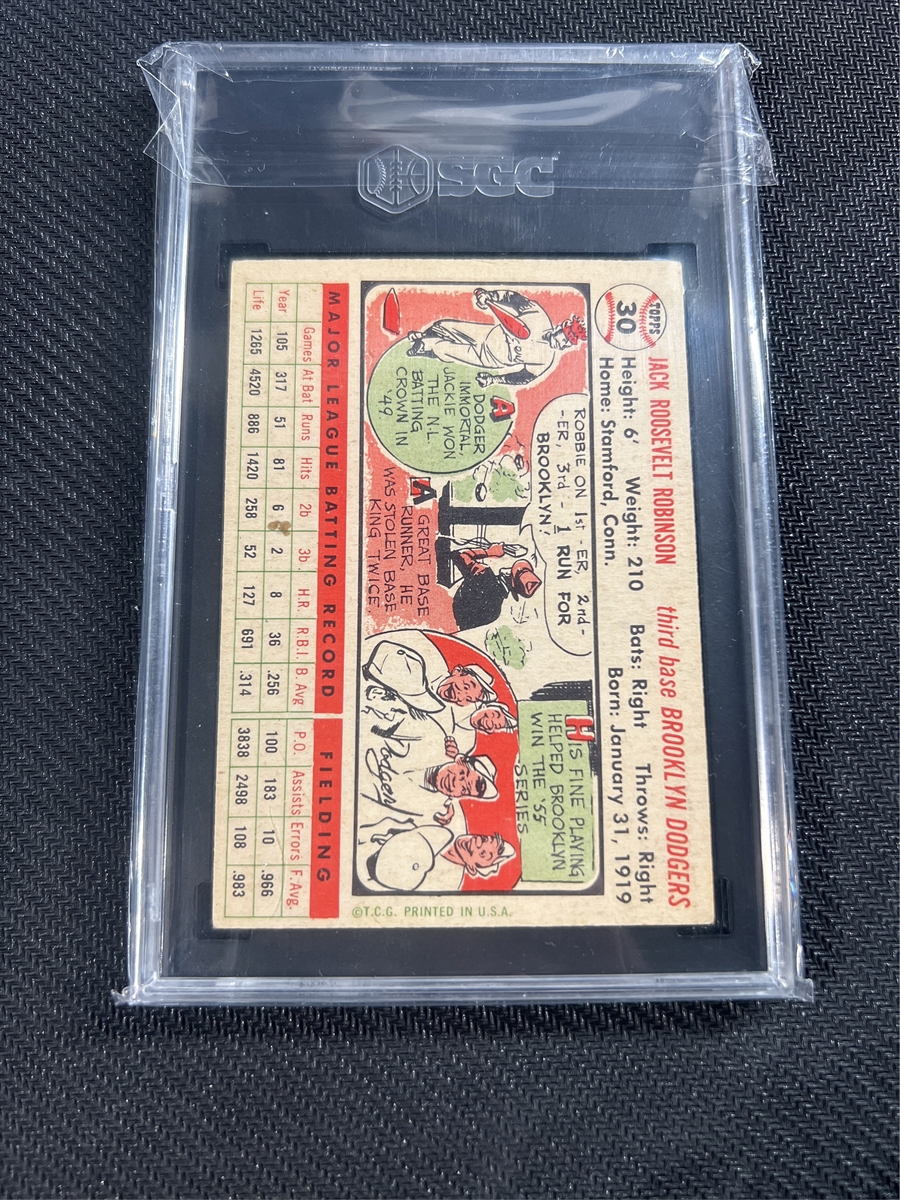 SGC
TOPPS
30
JACK ROOSEVELT ROBINSON third base BROOKLYN DODGERS
Height: 6' Weight: 210 Bats: Right Throws: Right
Home: Stamford, Conn. Born: January 31, 1919
A DODGER
IMMORTAL,
JACKIE WON
THE N-L
BATTING
CROWN IN
'49.
ROBBIE ON 1st-ER, 2nd-
-ER, 3rd - 1 RUN FOR
BROOKLYN!
A GREAT BASE
RUNNER, HE
WAS STOLEN BASE
KING TWICE.
HIS FINE PLAYING
HELPED BROOKLYN
WIN THE '55
SERIES
Dodgers
MAJOR LEAGUE BATTING RECORD FIELDING
Games At Bat Runs Hits 2b 3b H.R. R.B.I. B. Avg P.O. Assists Errors F. Avg.
Year 105 317 51 81 6 2 8 36 .256 100 183 10 .966
Life 1265 4520 886 1420 258 52 127 691 .314 3838 2498 108 .983
©T.C.G. PRINTED IN U.S.A.